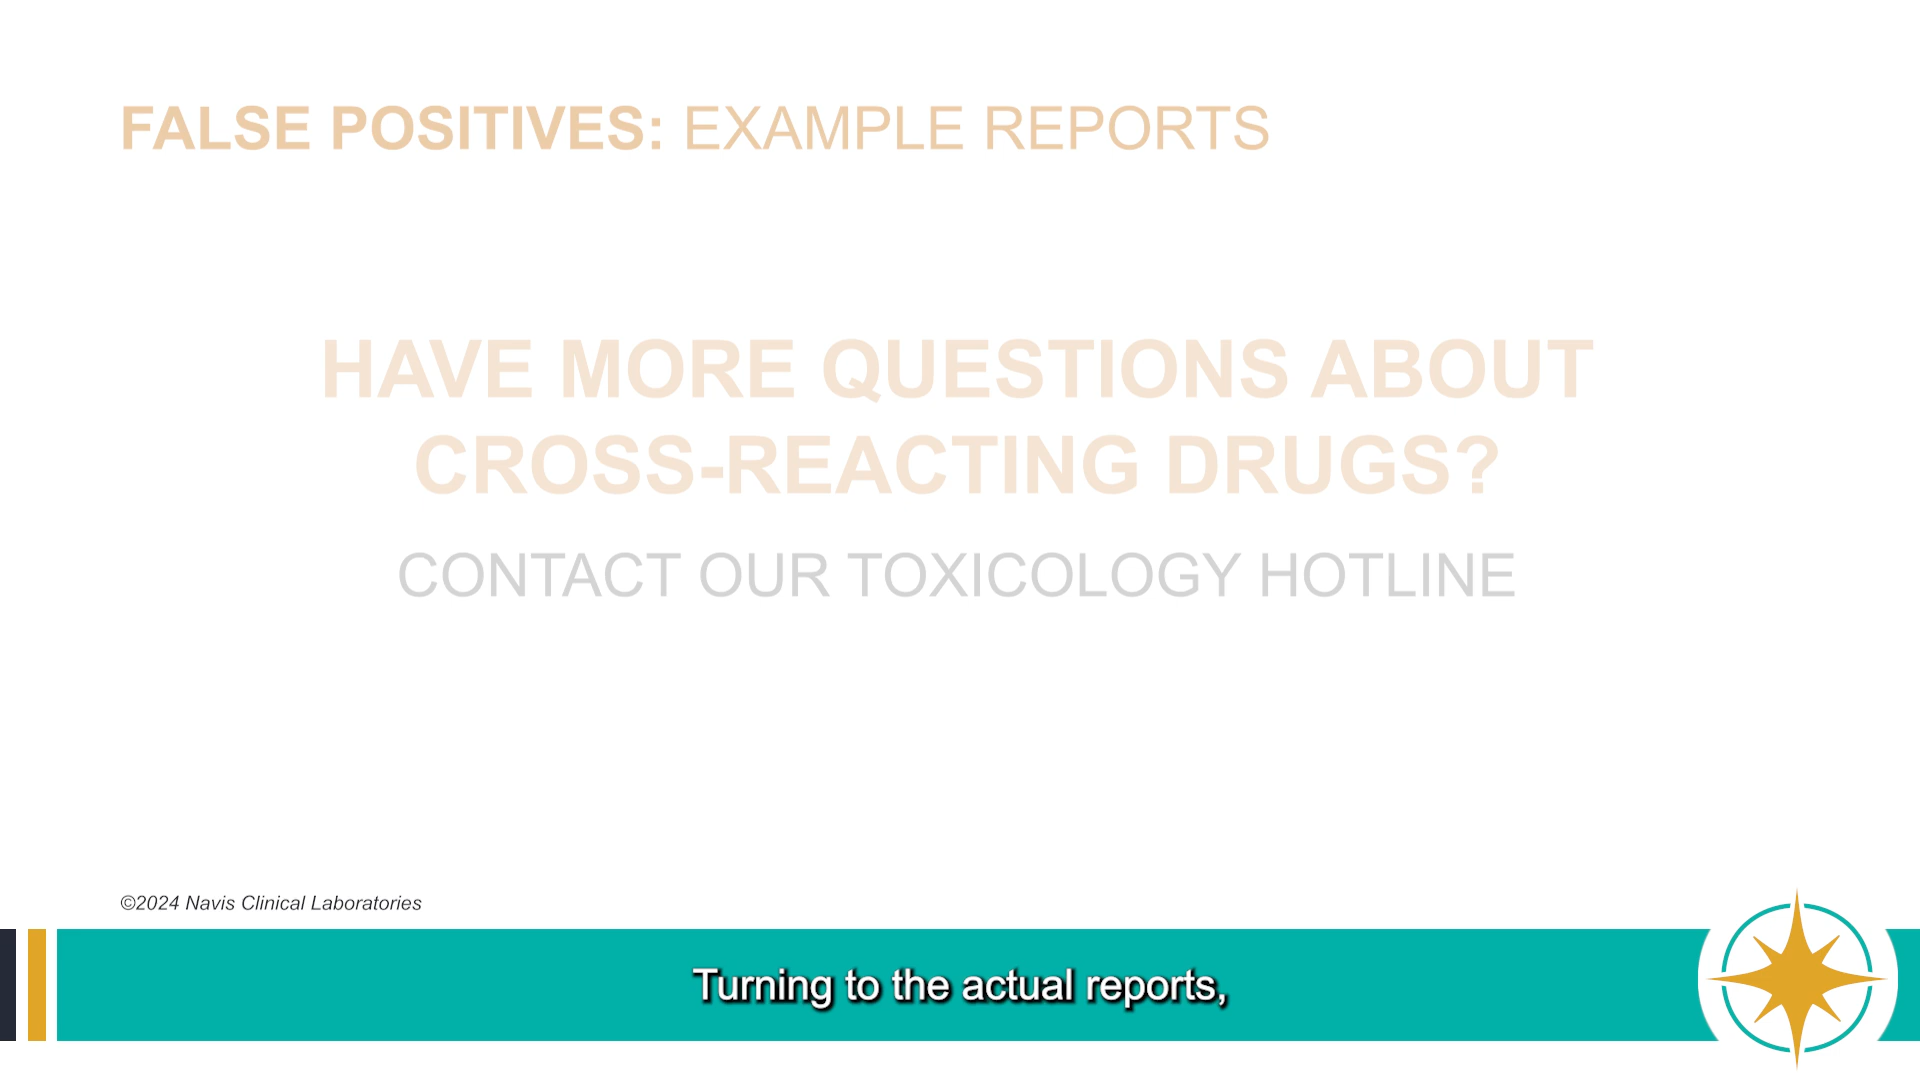 FALSE POSITIVES: EXAMPLE REPORTS
HAVE MORE QUESTIONS ABOUT
CROSS-REACTING DRUGS?
CONTACT OUR TOXICOLOGY HOTLINE
©2024 Navis Clinical Laboratories
Turning to the actual reports,